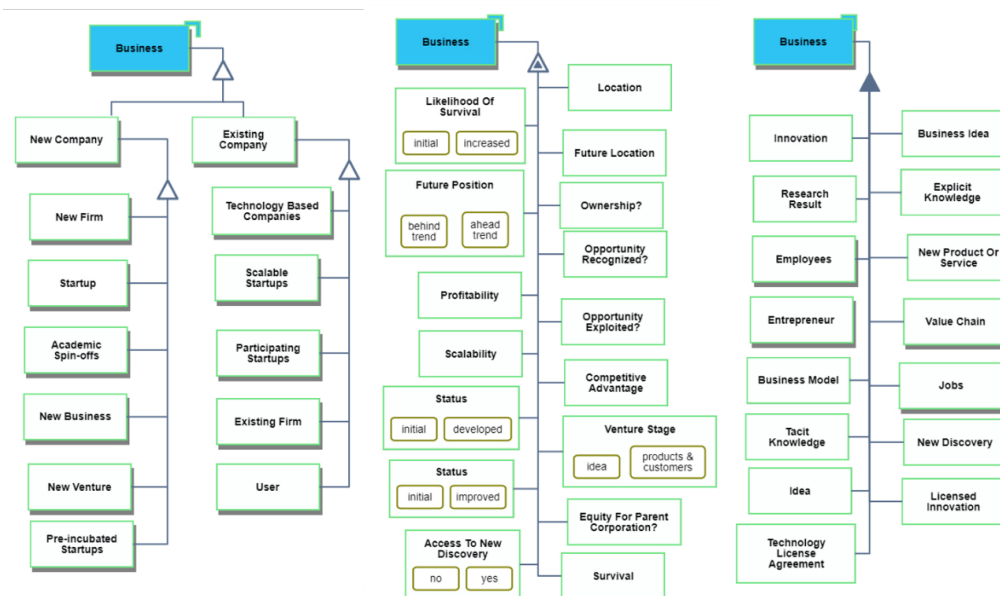 Business
New Company
Existing
Company
New Firm
Startup
Academic
Spin-offs
New Business
New Venture
Pre-incubated
Startups
Technology Based
Companies
Scalable
Startups
Participating
Startups
Existing Firm
User
Business
Likelihood Of
Survival
initial
increased
Future Position
behind
trend
ahead
trend
Profitability
Scalability
Status
initial
developed
Status
initial
improved
Access To New
Discovery
no
yes
Location
Future Location
Ownership?
Opportunity
Recognized?
Opportunity
Exploited?
Competitive
Advantage
Venture Stage
idea
products &
customers
Equity For Parent
Corporation?
Survival
Business
Innovation
Research
Result
Employees
Entrepreneur
Business Model
Tacit
Knowledge
Idea
Technology
License
Agreement
Business Idea
Explicit
Knowledge
New Product Or
Service
Value Chain
Jobs
New Discovery
Licensed
Innovation